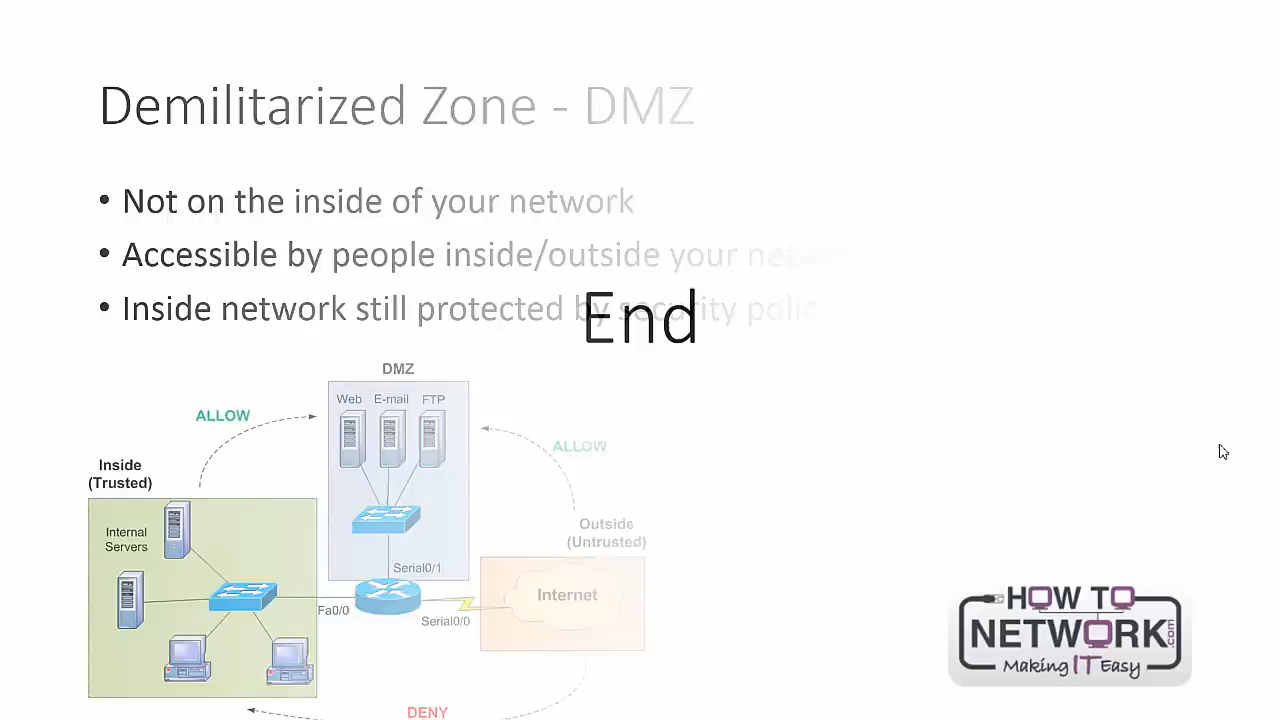 Demilitarized Zone - DMZ
• Not on the inside of your network
• Accessible by people inside/outside your network
• Inside network still protected by security
End
DMZ
Web E-mail FTP
ALLOW
ALLOW
Inside
(Trusted)
Internal
Servers
Outside
(Untrusted)
Serial0/1
Internet
Fa0/0
Serial0/0
DENY
HOW TO
NETWORK.com
Making IT Easy